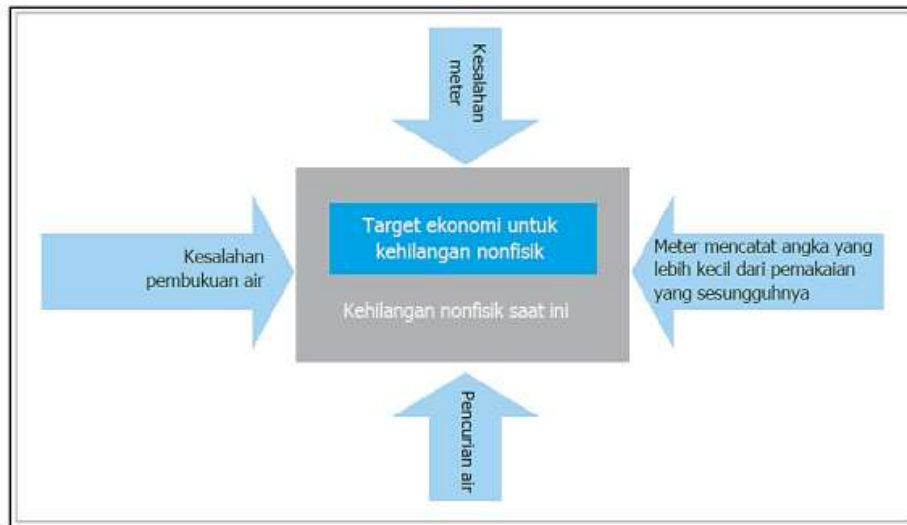 Kesalahan
meter
Target ekonomi untuk
kehilangan nonfisik
Kesalahan
pembukuan air
Meter mencatat angka yang
lebih kecil dari pemakaian
yang sesungguhnya
Kehilangan nonfisik saat ini
Pencurian air